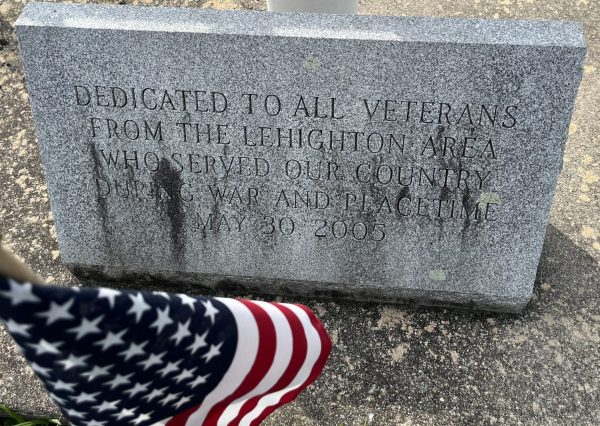 DEDICATED TO ALL VETERANS
FROM THE LEHIGHTON AREA
WHO SERVED OUR COUNTRY
DURING WAR AND PEACETIME
MAY 30 2005